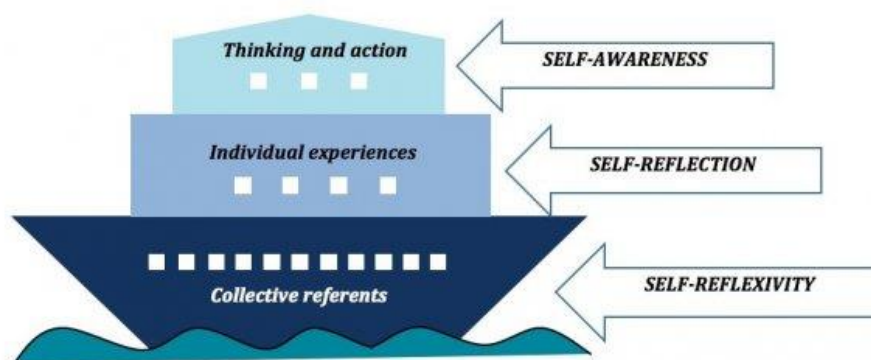 Thinking and action
SELF-AWARENESS
Individual experiences
SELF-REFLECTION
Collective referents
SELF-REFLEXIVITY